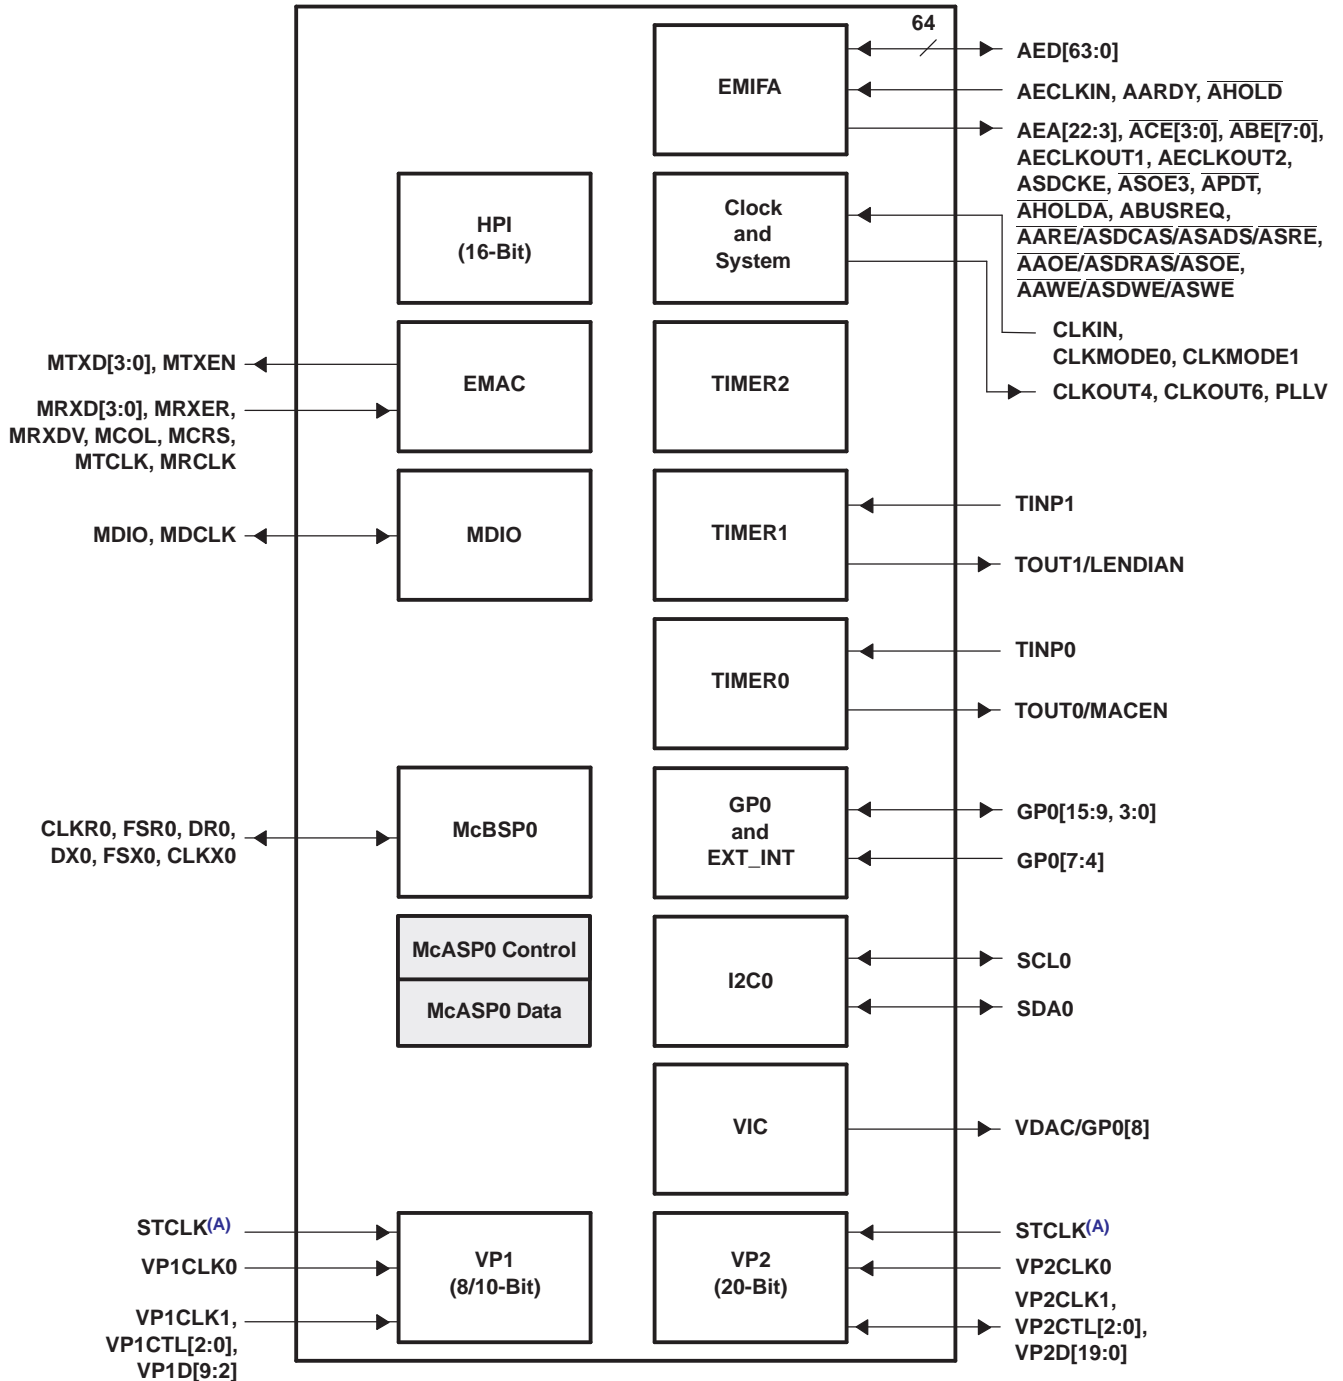 64
EMIFA
AED[63:0]
AECLKIN, AARDY, AHOLD
AEA[22:3], ACE[3:0], ABE[7:0],
AECLKOUT1, AECLKOUT2,
ASDCKE, ASOE3, APDT,
AHOLDA, ABUSREQ,
AARE/ASDCAS/ASADS/ASRE,
AAOE/ASDRAS/ASOE,
AAWE/ASDWE/ASWE
HPI
(16-Bit)
Clock
and
System
CLKIN,
CLKMODE0, CLKMODE1
CLKOUT4, CLKOUT6, PLLV
MTXD[3:0], MTXEN
MRXD[3:0], MRXER,
MRXDV, MCOL, MCRS,
MTCLK, MRCLK
EMAC
TIMER2
MDIO, MDCLK
MDIO
TIMER1
TINP1
TOUT1/LENDIAN
TIMER0
TINP0
TOUT0/MACEN
CLKR0, FSR0, DR0,
DX0, FSX0, CLKX0
McBSP0
GP0
and
EXT_INT
GP0[15:9, 3:0]
GP0[7:4]
McASP0 Control
McASP0 Data
I2C0
SCL0
SDA0
VIC
VDAC/GP0[8]
STCLK(A)
VP1CLK0
VP1CLK1,
VP1CTL[2:0],
VP1D[9:2]
VP1
(8/10-Bit)
VP2
(20-Bit)
STCLK(A)
VP2CLK0
VP2CLK1,
VP2CTL[2:0],
VP2D[19:0]